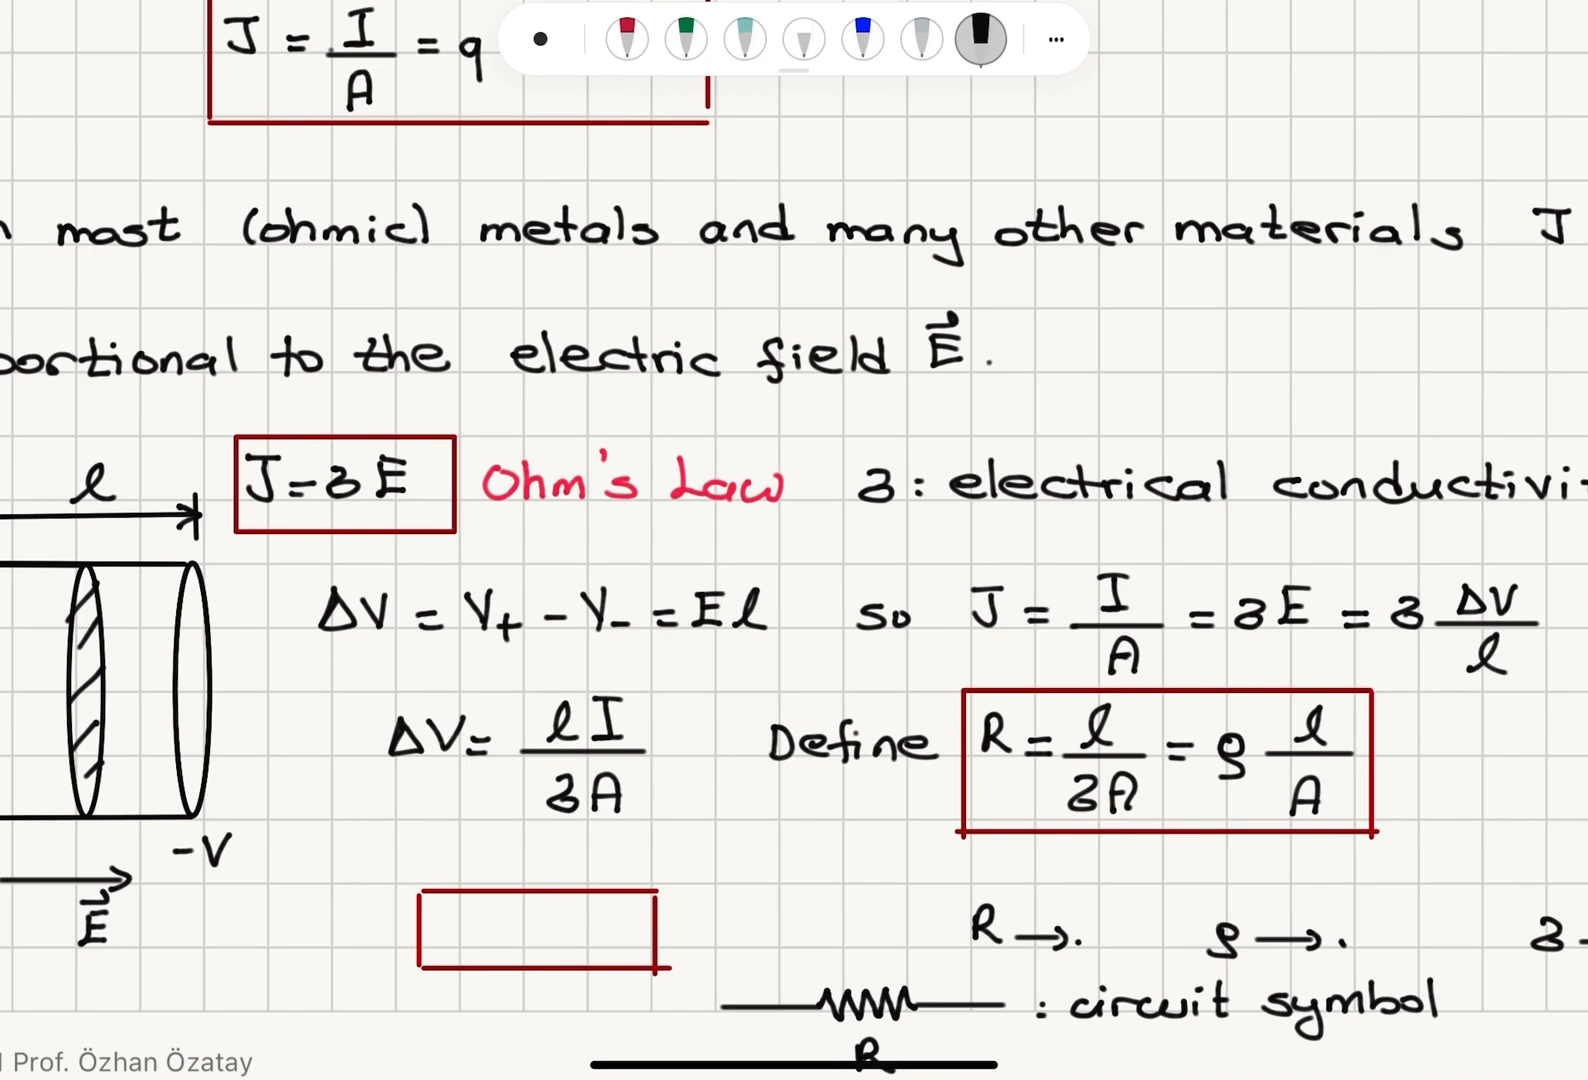 J = I/A = q
most (ohmic) metals and many other materials J
portional to the electric field E⃗.
l J = σE Ohm's Law σ: electrical conductivi
ΔV = V₊ - V₋ = El so J = I/A = σE = σ ΔV/l
ΔV = lI/σA Define R = l/σA = ρ l/A
-V
E⃗
R →. ρ →. σ -
: circuit symbol
R
Prof. Özhan Özatay